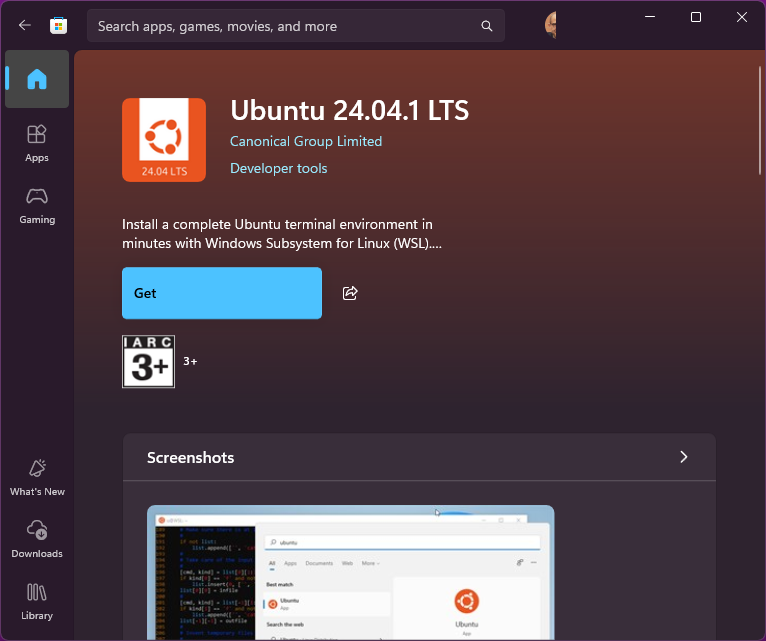 Search apps, games, movies, and more
Apps
Gaming
What's New
Downloads
Library
24.04 LTS
Ubuntu 24.04.1 LTS
Canonical Group Limited
Developer tools
Install a complete Ubuntu terminal environment in
minutes with Windows Subsystem for Linux (WSL)....
Get
IARC
3+
3+
Screenshots
if not list:
ubuntu
All Apps Documents Web More
Best match
Ubuntu
App
Search the web
Ubuntu
App